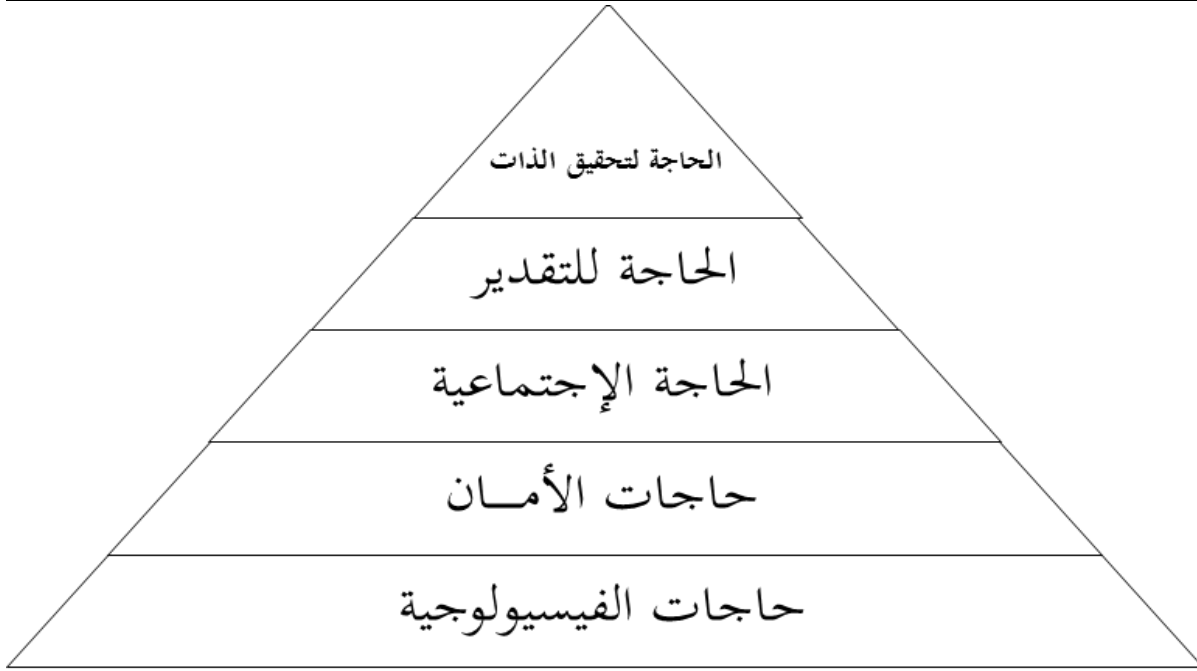 الحاجة لتحقيق الذات
الحاجة للتقدير
الحاجة الإجتماعية
حاجات الأمـــان
حاجات الفيسيولوجية